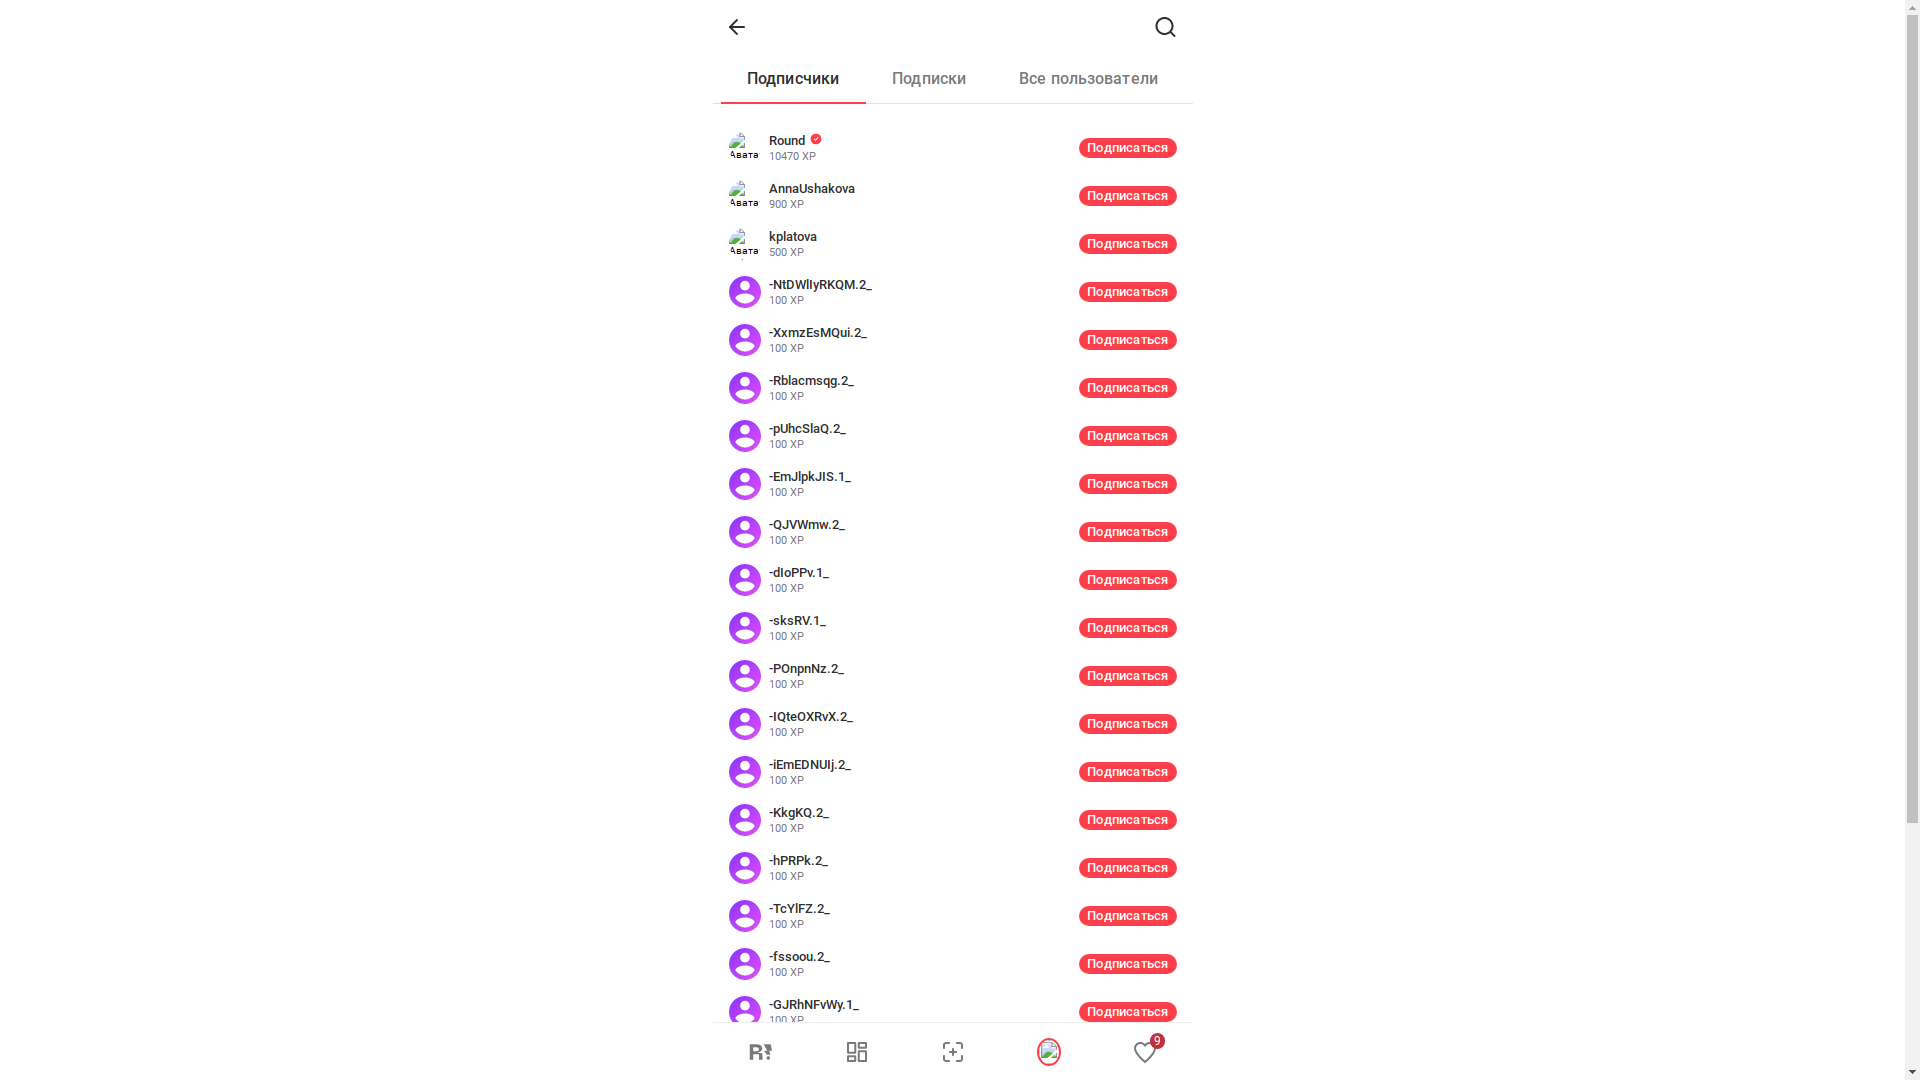 Подписчики Подписки Все пользователи
Round
10470 XP
Подписаться
AnnaUshakova
900 XP
Подписаться
kplatova
500 XP
Подписаться
-NtDWlIyRKQM.2_
100 XP
Подписаться
-XxmzEsMQui.2_
100 XP
Подписаться
-Rblacmsqg.2_
100 XP
Подписаться
-pUhcSlaQ.2_
100 XP
Подписаться
-EmJlpkJIS.1_
100 XP
Подписаться
-QJVWmw.2_
100 XP
Подписаться
-dIoPPv.1_
100 XP
Подписаться
-sksRV.1_
100 XP
Подписаться
-POnpnNz.2_
100 XP
Подписаться
-IQteOXRvX.2_
100 XP
Подписаться
-iEmEDNUIj.2_
100 XP
Подписаться
-KkgKQ.2_
100 XP
Подписаться
-hPRPk.2_
100 XP
Подписаться
-TcYlFZ.2_
100 XP
Подписаться
-fssoou.2_
100 XP
Подписаться
-GJRhNFvWy.1_
100 XP
Подписаться
9